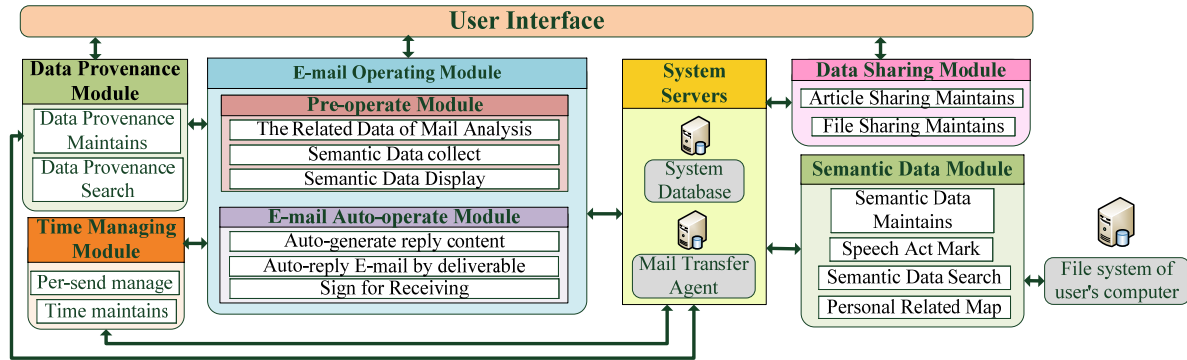 User Interface
Data Provenance
Module
Data Provenance
Maintains
Data Provenance
Search
Time Managing
Module
Per-send manage
Time maintains
E-mail Operating Module
Pre-operate Module
The Related Data of Mail Analysis
Semantic Data collect
Semantic Data Display
E-mail Auto-operate Module
Auto-generate reply content
Auto-reply E-mail by deliverable
Sign for Receiving
System
Servers
System
Database
Mail Transfer
Agent
Data Sharing Module
Article Sharing Maintains
File Sharing Maintains
Semantic Data Module
Semantic Data
Maintains
Speech Act Mark
Semantic Data Search
Personal Related Map
File system of
user's computer